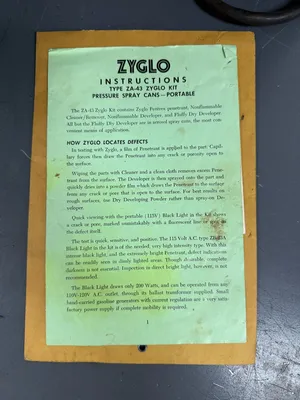 ZYGLO
INSTRUCTIONS
TYPE ZA-43 ZYGLO KIT
PRESSURE SPRAY CANS—PORTABLE
The ZA-43 Zyglo Kit contains Zyglo Pentrex penetrant, Nonflammable
Cleaner/Remover, Nonflammable Developer, and Fluffy Dry Developer.
All but the Fluffy Dry Developer are in aerosol spray cans, the most con-
venient means of application.
HOW ZYGLO LOCATES DEFECTS
In testing with Zyglo, a film of Penetrant is applied to the part. Capil-
lary forces then draw the Penetrant into any crack or porosity open to
the surface.
Wiping the parts with Cleaner and a clean cloth removes excess Pene-
trant from the surface. The Developer is then sprayed onto the part and
quickly dries into a powder film which draws the Penetrant to the surface
from any crack or pores that is open to the surface. For best results on
rough surfaces, use Dry Developing Powder rather than spray-on De-
veloper.
Quick viewing with the portable (115V) Black Light in the Kit shows
a crack or pore, marked unmistakably with a fluorescent line or spot at
the defect itself.
The test is quick, sensitive, and positive. The 115 Volt A.C. type
Black Light in the kit is of the needed, very high intensity type. With this
intense black light, and the extremely-bright Penetrant, defect indications
can be readily seen in dimly lighted areas. Though desirable, complete
darkness is not essential. Inspection in direct bright light, however, is not
recommended.
The Black Light draws only 200 Watts, and can be operated from any
110V-120V A.C. outlet, through its ballast transformer supplied. Small
hand-carried gasoline generators with current regulation are a very satis-
factory power supply if complete mobility is required.
1